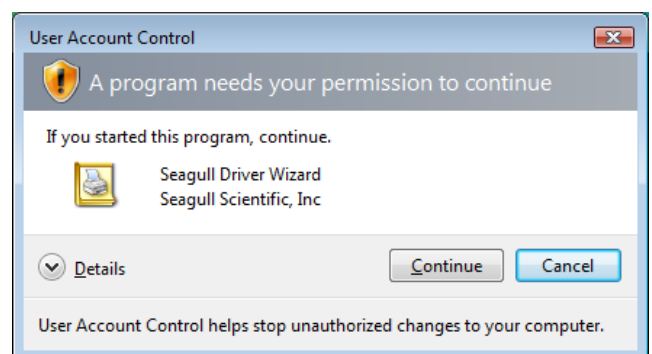 User Account Control
A program needs your permission to continue
If you started this program, continue.
Seagull Driver Wizard
Seagull Scientific, Inc
Details
Continue
Cancel
User Account Control helps stop unauthorized changes to your computer.